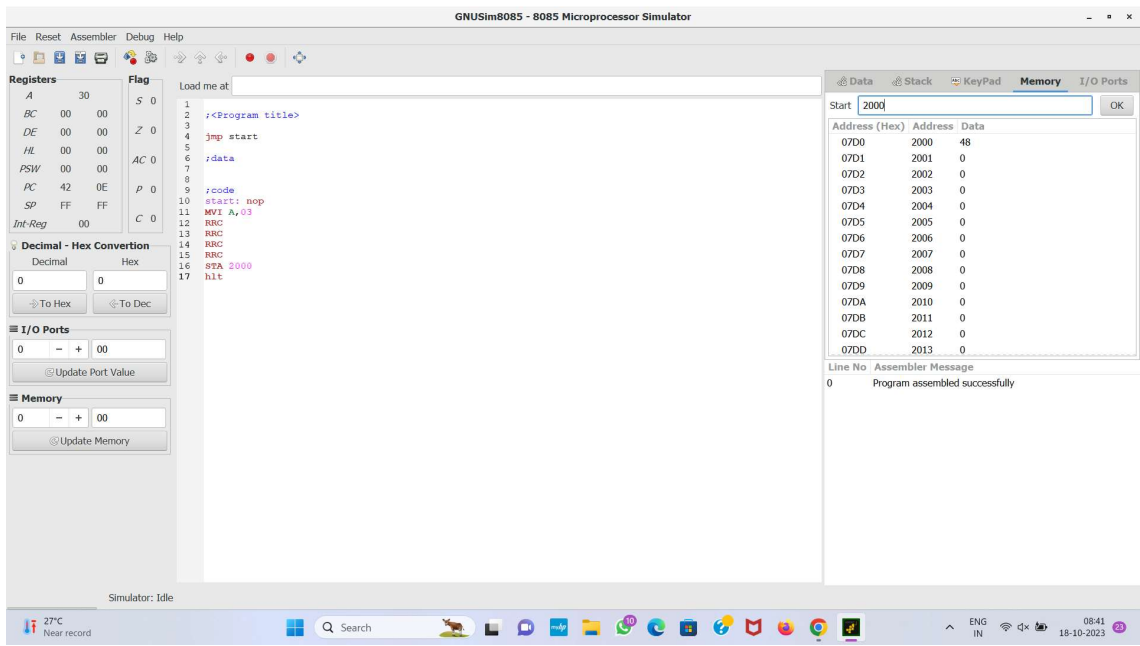 GNUSim8085 - 8085 Microprocessor Simulator
File Reset Assembler Debug Help
Registers
A 30
BC 00 00
DE 00 00
HL 00 00
PSW 00 00
PC 42 0E
SP FF FF
Int-Reg 00
Flag
S 0
Z 0
AC 0
P 0
C 0
Decimal - Hex Convertion
Decimal Hex
0 0
To Hex To Dec
I/O Ports
0 - + 00
Update Port Value
Memory
0 - + 00
Update Memory
Load me at
1
2 ;<Program title>
3
4 jmp start
5
6 ;data
7
8
9 ;code
10 start: nop
11 MVI A,03
12 RRC
13 RRC
14 RRC
15 RRC
16 STA 2000
17 hlt
Data Stack KeyPad Memory I/O Ports
Start 2000 OK
Address (Hex) Address Data
07D0 2000 48
07D1 2001 0
07D2 2002 0
07D3 2003 0
07D4 2004 0
07D5 2005 0
07D6 2006 0
07D7 2007 0
07D8 2008 0
07D9 2009 0
07DA 2010 0
07DB 2011 0
07DC 2012 0
07DD 2013 0
Line No Assembler Message
0 Program assembled successfully
Simulator: Idle
27°C
Near record
Search
10
ENG
IN
08:41
18-10-2023
23